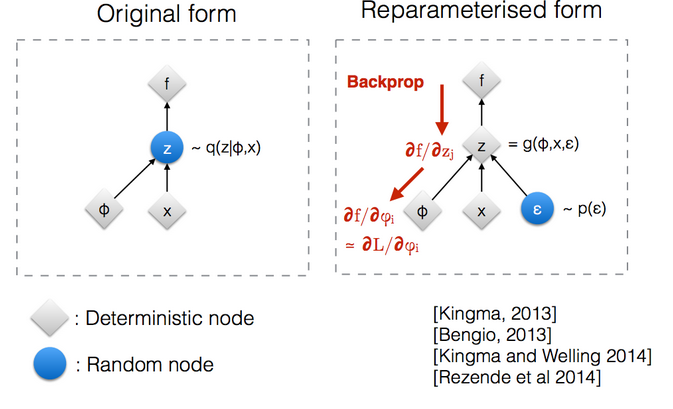 Original form
f
z ~ q(z|ϕ,x)
ϕ x
Reparameterised form
Backprop f
∂f/∂zⱼ z = g(ϕ,x,ε)
∂f/∂φᵢ ϕ x ε ~ p(ε)
≃ ∂L/∂φᵢ
: Deterministic node
: Random node
[Kingma, 2013]
[Bengio, 2013]
[Kingma and Welling 2014]
[Rezende et al 2014]